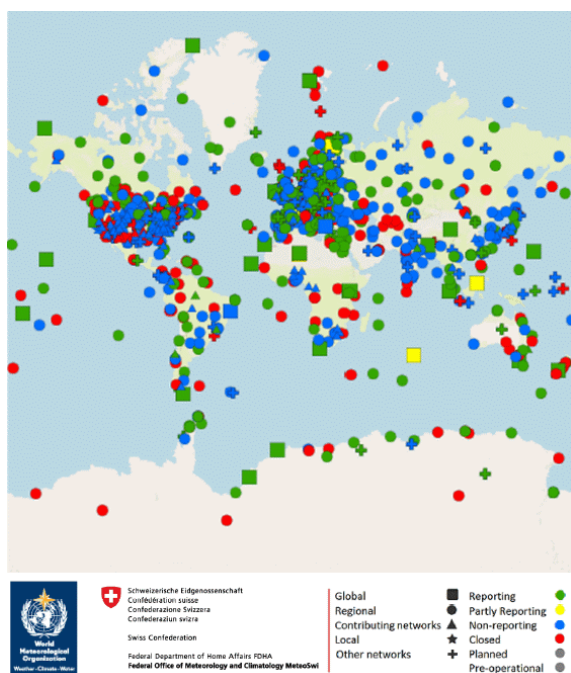 World
Meteorological
Organisation
Weather • Climate • Water
Schweizerische Eidgenossenschaft
Confédération suisse
Confederazione Svizzera
Confederaziun svizra
Swiss Confederation
Federal Department of Home Affairs FDHA
Federal Office of Meteorology and Climatology MeteoSwi
Global
Regional
Contributing networks
Local
Other networks
Reporting
Partly Reporting
Non-reporting
Closed
Planned
Pre-operational